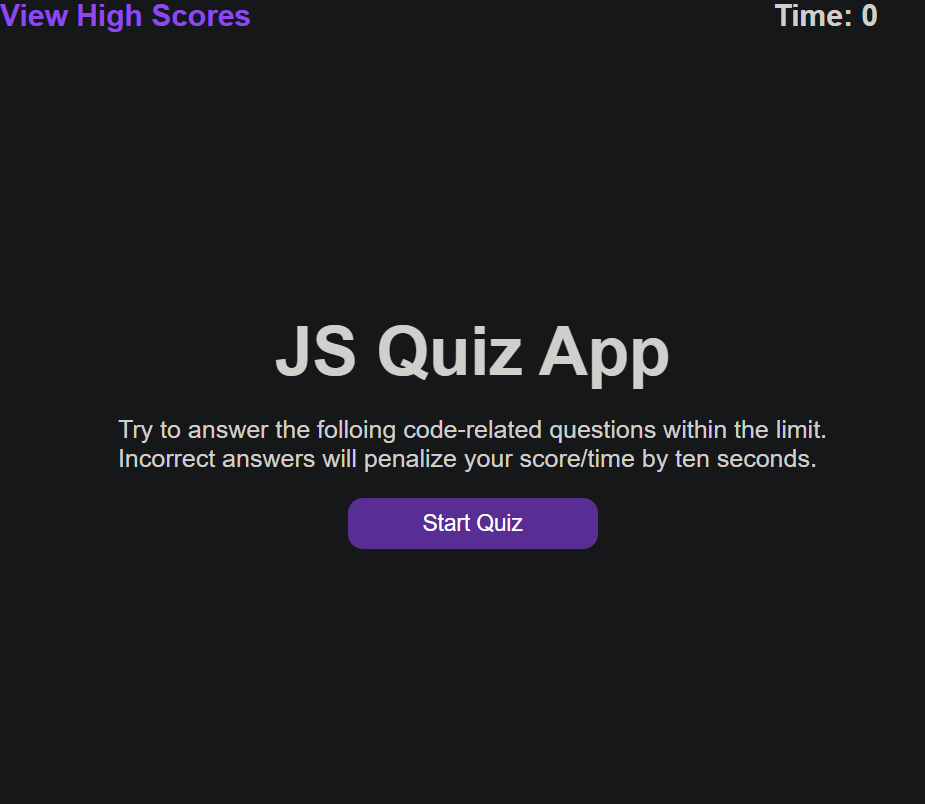 View High Scores
Time: 0
JS Quiz App
Try to answer the folloing code-related questions within the limit.
Incorrect answers will penalize your score/time by ten seconds.
Start Quiz